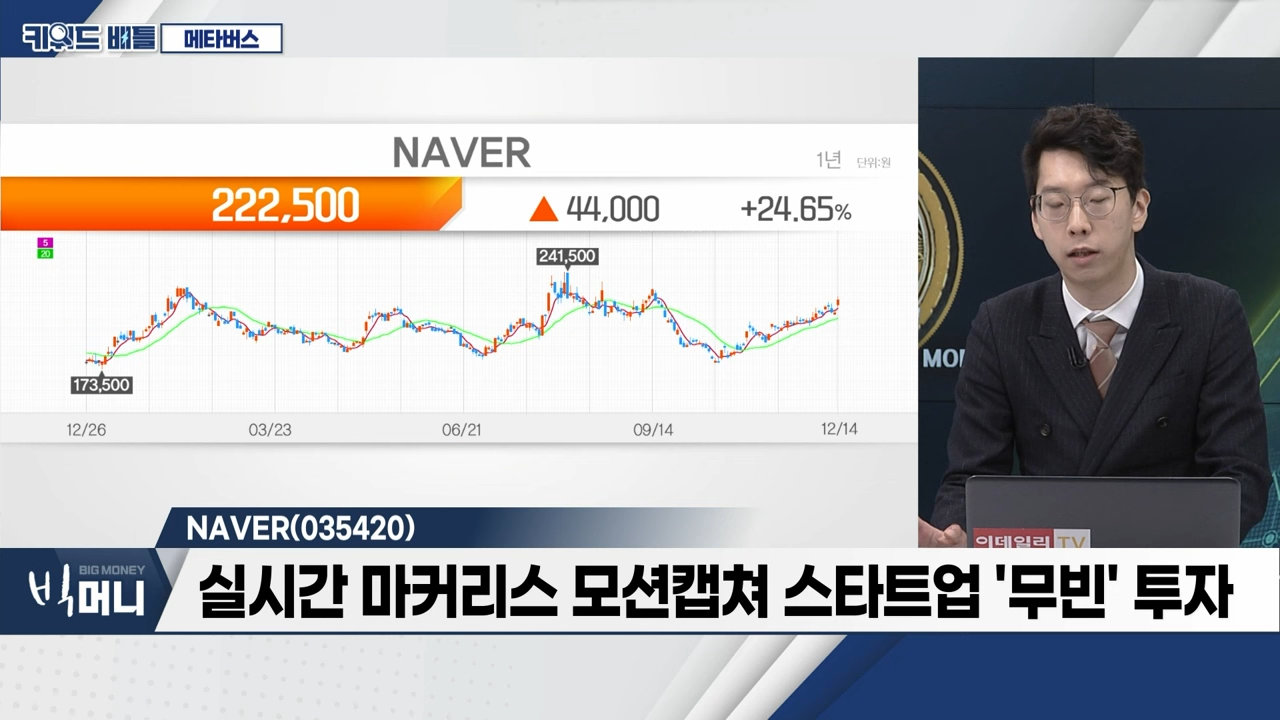 키워드 배틀 메타버스
NAVER
1년 단위:원
222,500 ▲ 44,000 +24.65%
5
20
241,500
173,500
12/26 03/23 06/21 09/14 12/14
MON
NAVER(035420)
이데일리 TV
BIG MONEY
빅머니
실시간 마커리스 모션캡쳐 스타트업 '무빈' 투자